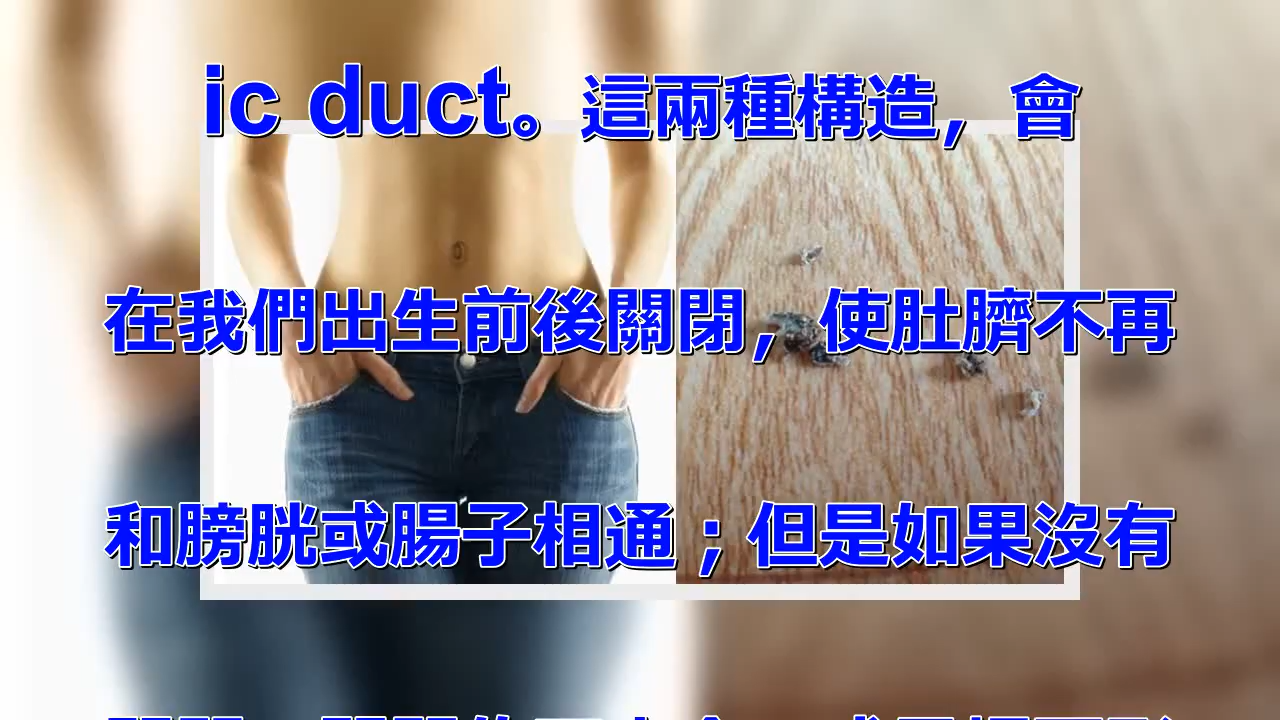 ic duct。這兩種構造，會
在我們出生前後關閉，使肚臍不再
和膀胱或腸子相通；但是如果沒有